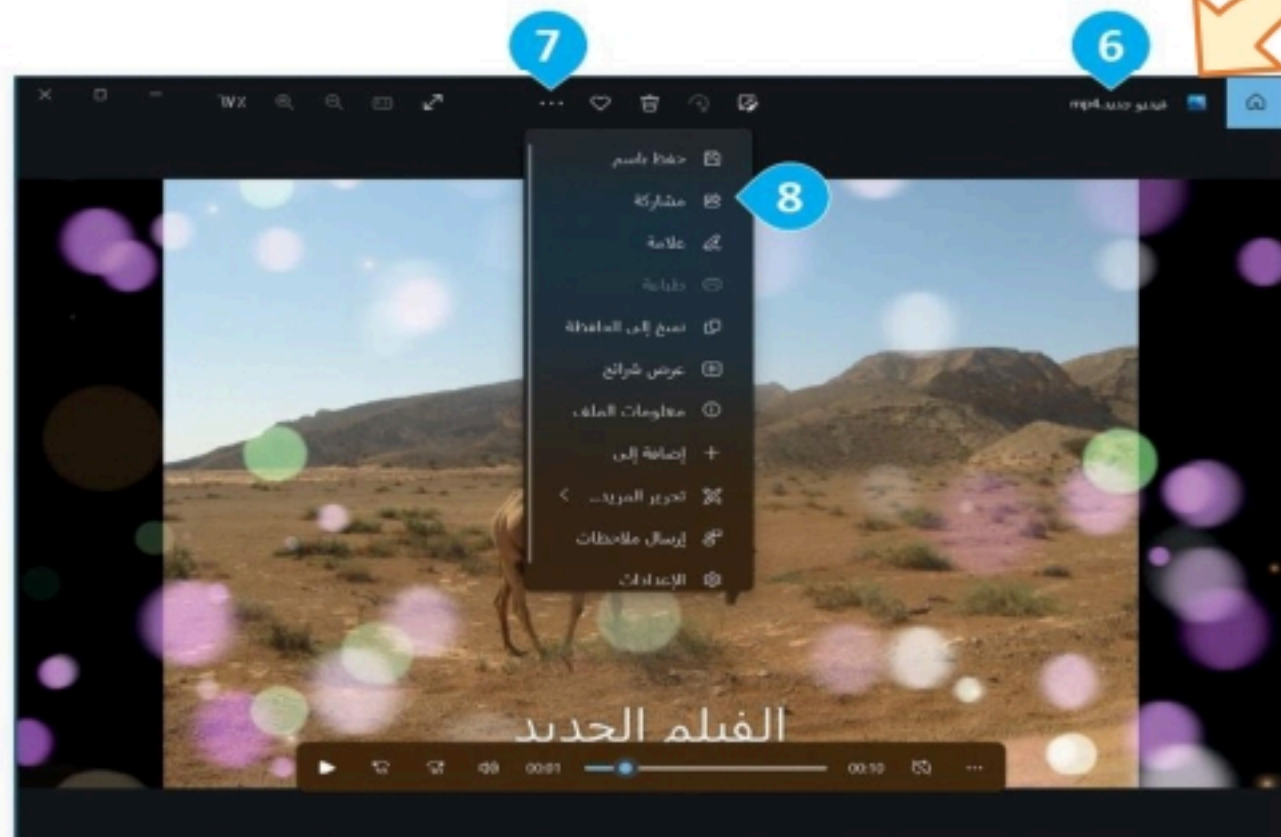 7
6
فيديو جديد.mp4
حفظ باسم
8
مشاركة
علامة
طباعة
نسخ إلى الحافظة
عرض شرائح
معلومات الملف
إضافة إلى
تحرير المزيد...
إرسال ملاحظات
الإعدادات
الفيلم الجديد
00:01
00:10